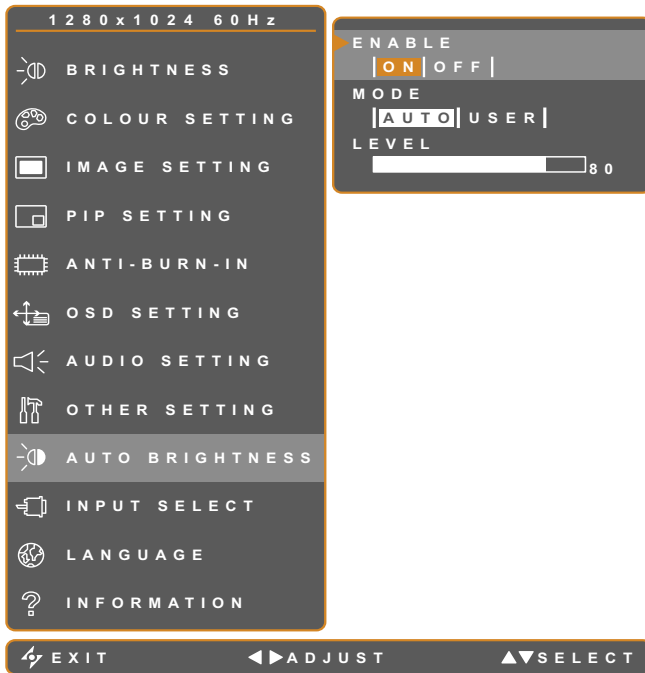 1280x1024 60Hz
BRIGHTNESS
COLOUR SETTING
IMAGE SETTING
PIP SETTING
ANTI-BURN-IN
OSD SETTING
AUDIO SETTING
OTHER SETTING
AUTO BRIGHTNESS
INPUT SELECT
LANGUAGE
INFORMATION
ENABLE
ON OFF
MODE
AUTO USER
LEVEL
80
EXIT ADJUST SELECT